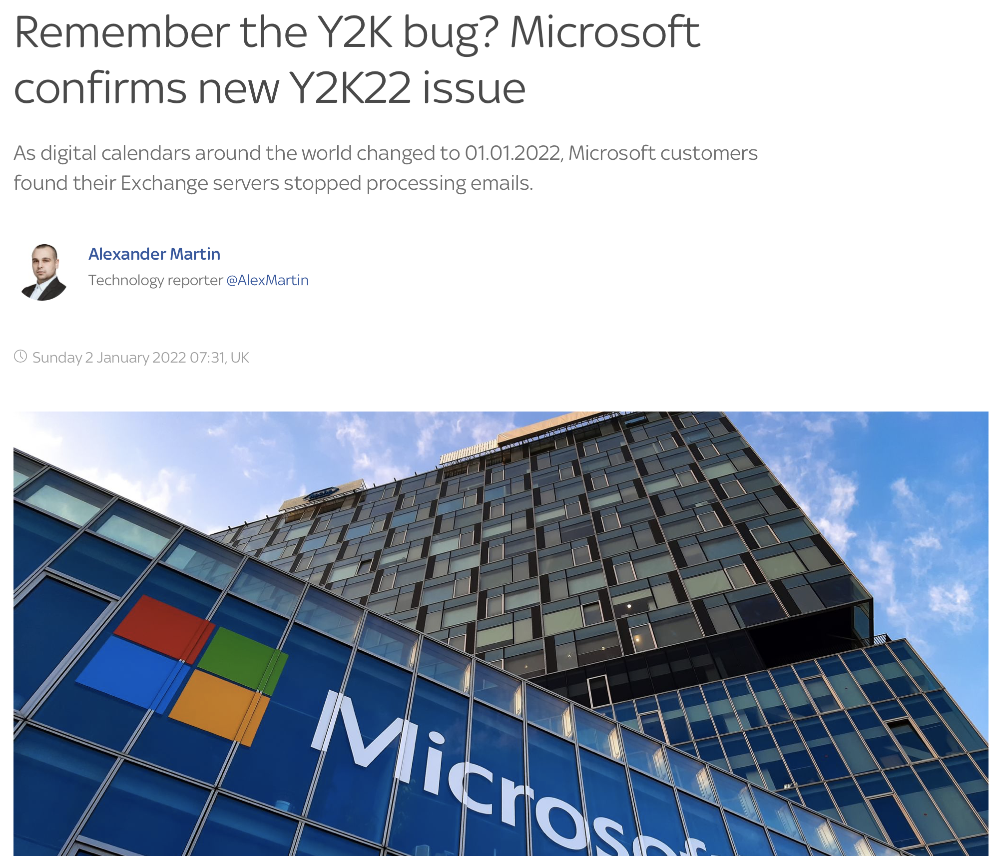 Remember the Y2K bug? Microsoft
confirms new Y2K22 issue
As digital calendars around the world changed to 01.01.2022, Microsoft customers
found their Exchange servers stopped processing emails.
Alexander Martin
Technology reporter @AlexMartin
Sunday 2 January 2022 07:31, UK
Microsof